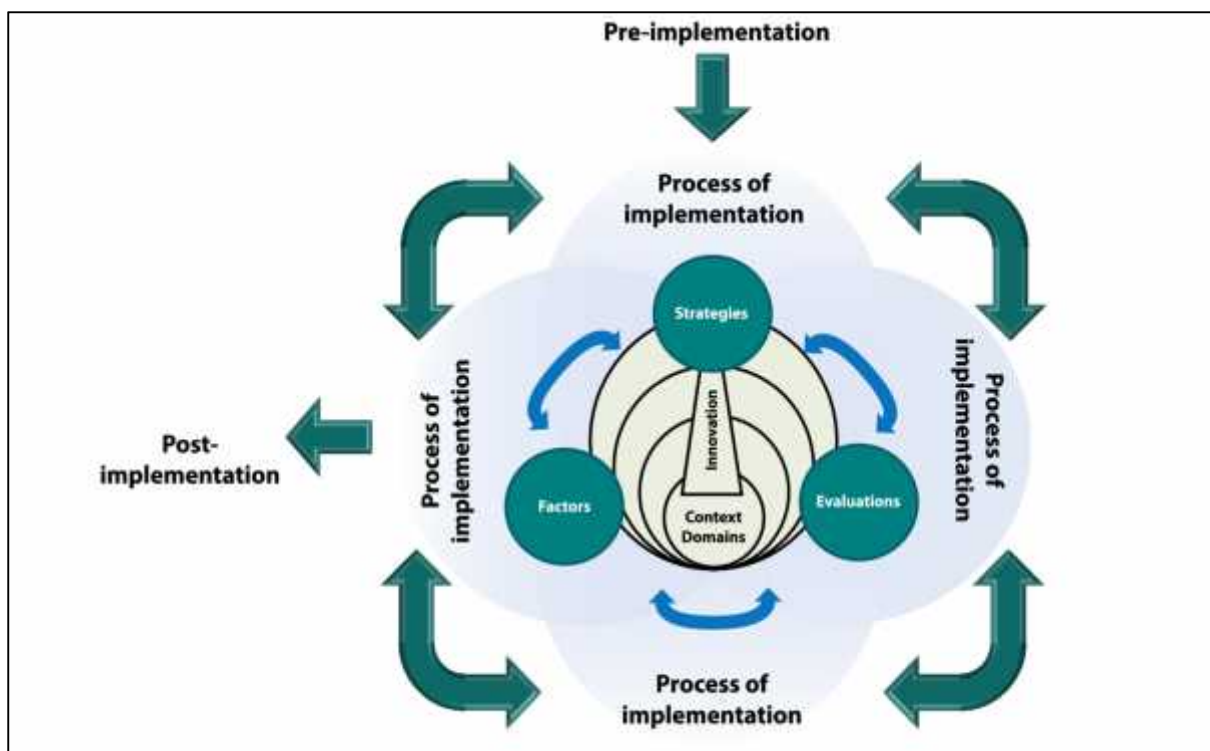 Pre-implementation
Process of
implementation
Strategies
Process of
implementation
Innovation
Process of
implementation
Post-
implementation
Factors
Evaluations
Context
Domains
Process of
implementation